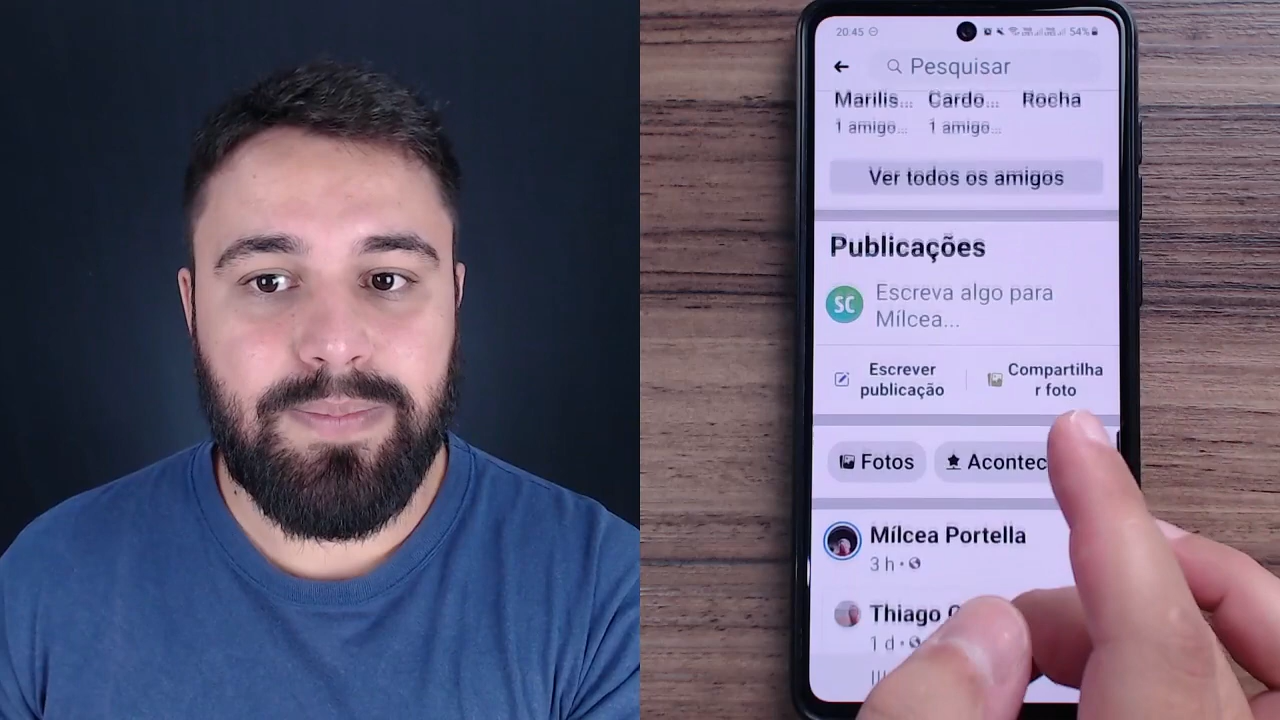 20:45
54%
Pesquisar
Marilis... Cardo... Rocha
1 amigo... 1 amigo...
Ver todos os amigos
Publicações
SC
Escreva algo para
Mílcea...
Escrever
publicação
Compartilha
r foto
Fotos
Acontec
Mílcea Portella
3 h
Thiago
1 d